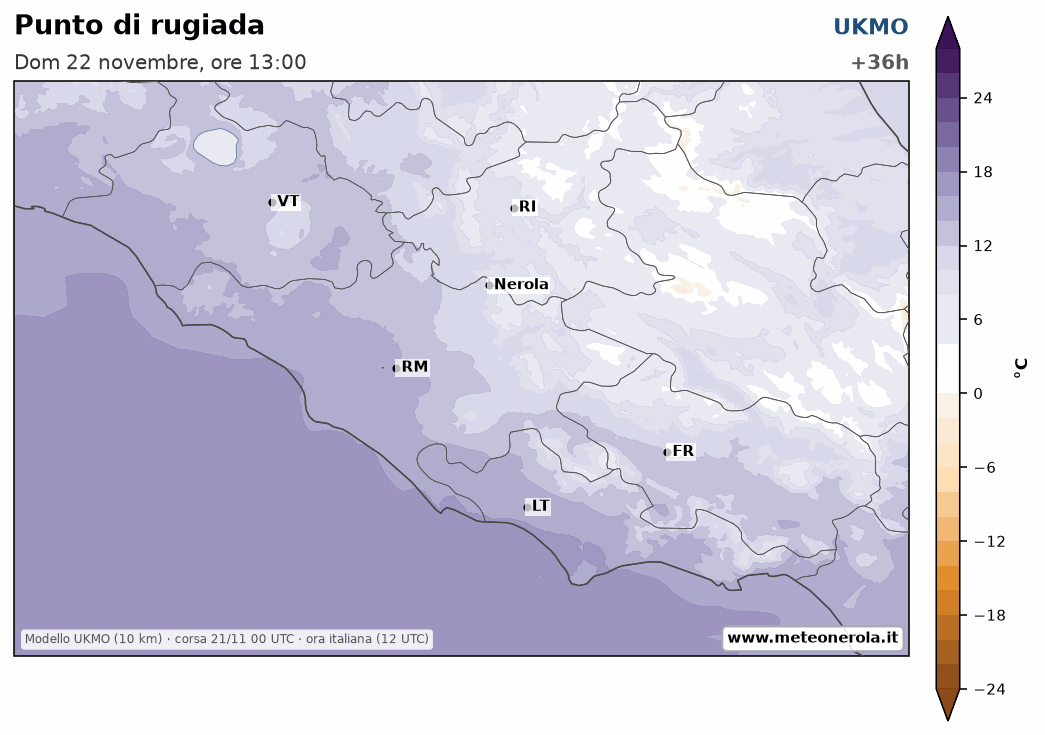 Punto di rugiada
UKMO
Dom 22 novembre, ore 13:00
+36h
VT
RI
Nerola
RM
FR
LT
24
18
12
6
0
−6
−12
−18
−24
°C
Modello UKMO (10 km) · corsa 21/11 00 UTC · ora italiana (12 UTC)
www.meteonerola.it